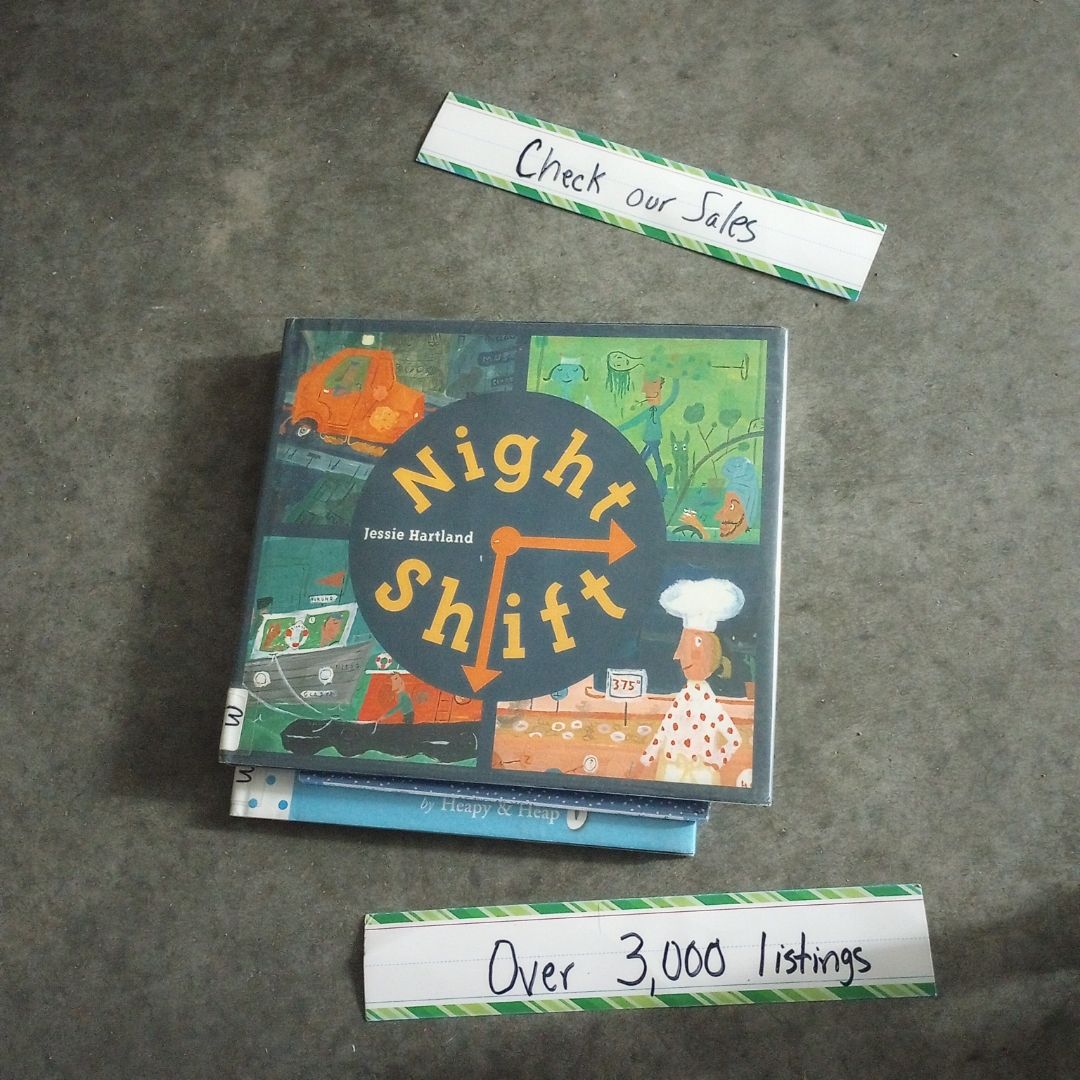 Check our Sales
Night
Jessie Hartland
Shift
375°
by Heapy & Heap
Over 3,000 listings